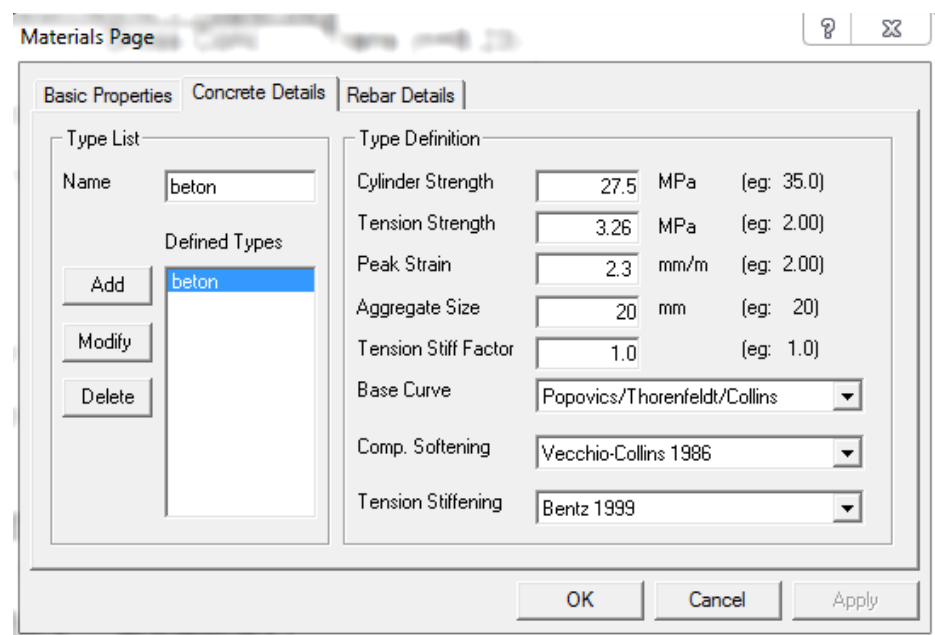 Materials Page
Basic Properties Concrete Details Rebar Details
Type List
Name beton
Defined Types
beton
Add
Modify
Delete
Type Definition
Cylinder Strength 27.5 MPa (eg: 35.0)
Tension Strength 3.26 MPa (eg: 2.00)
Peak Strain 2.3 mm/m (eg: 2.00)
Aggregate Size 20 mm (eg: 20)
Tension Stiff Factor 1.0 (eg: 1.0)
Base Curve Popovics/Thorenfeldt/Collins
Comp. Softening Vecchio-Collins 1986
Tension Stiffening Bentz 1999
OK Cancel Apply